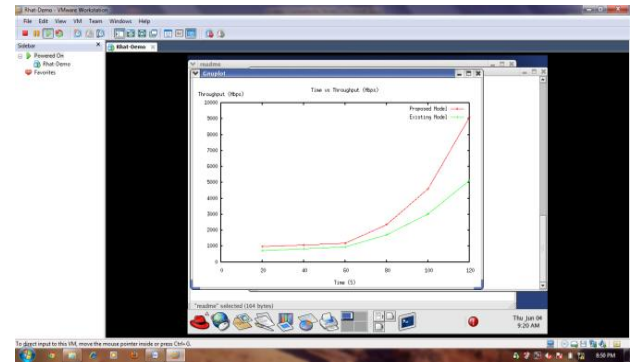 Rhat-Demo - VMware Workstation
File Edit View VM Team Windows Help
Sidebar
Powered On
Rhat-Demo
Favorites
Rhat-Demo
readme
Gnuplot
Time vs Throughput (Mbps)
Throughput (Mbps)
Proposed Model
Existing Model
10000
9000
8000
7000
6000
5000
4000
3000
2000
1000
0
0 20 40 60 80 100 120
Time (S)
"readme" selected (164 bytes)
Thu Jun 04
9:20 AM
To direct input to this VM, move the mouse pointer inside or press Ctrl+G.
8:50 PM